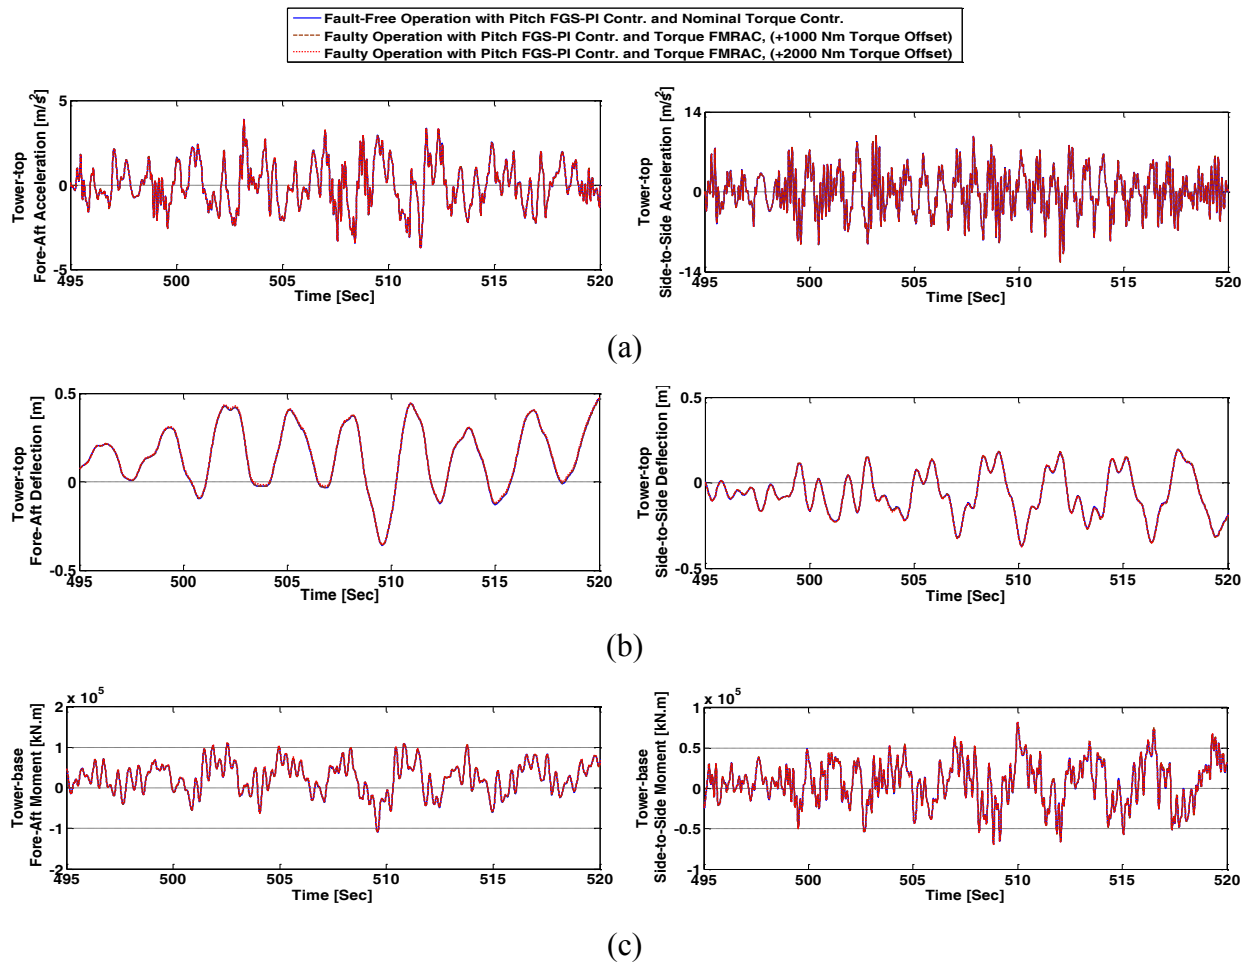 Fault-Free Operation with Pitch FGS-PI Contr. and Nominal Torque Contr.
Faulty Operation with Pitch FGS-PI Contr. and Torque FMRAC, (+1000 Nm Torque Offset)
Faulty Operation with Pitch FGS-PI Contr. and Torque FMRAC, (+2000 Nm Torque Offset)
Tower-top
Fore-Aft Acceleration [m/s²]
5
0
-5
495 500 505 510 515 520
Time [Sec]
Tower-top
Side-to-Side Acceleration [m/s²]
14
0
-14
495 500 505 510 515 520
Time [Sec]
(a)
Tower-top
Fore-Aft Deflection [m]
0.5
0
-0.5
495 500 505 510 515 520
Time [Sec]
Tower-top
Side-to-Side Deflection [m]
0.5
0
-0.5
495 500 505 510 515 520
Time [Sec]
(b)
Tower-base
Fore-Aft Moment [kN.m]
x 10⁵
2
1
0
-1
-2
495 500 505 510 515 520
Time [Sec]
Tower-base
Side-to-Side Moment [kN.m]
x 10⁵
1
0.5
0
-0.5
-1
495 500 505 510 515 520
Time [Sec]
(c)